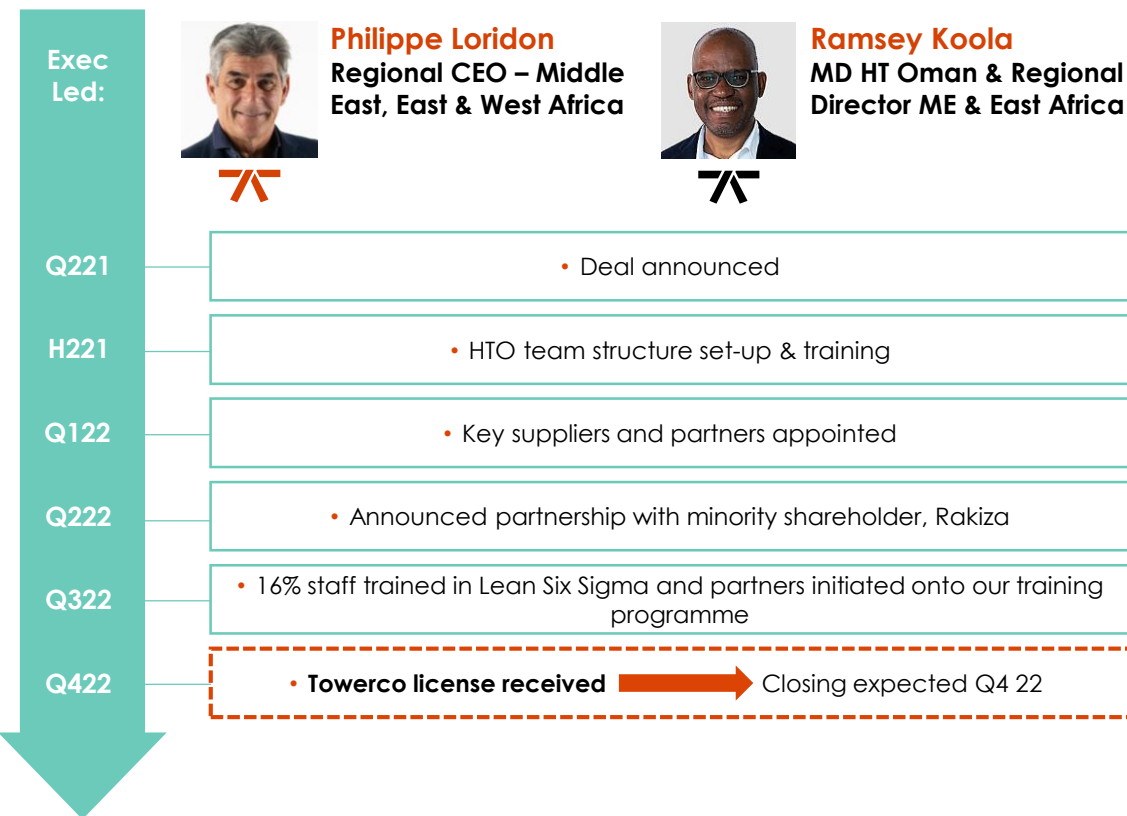 Exec
Led:
Philippe Loridon
Regional CEO – Middle
East, East & West Africa
Ramsey Koola
MD HT Oman & Regional
Director ME & East Africa
Q221
• Deal announced
H221
• HTO team structure set-up & training
Q122
• Key suppliers and partners appointed
Q222
• Announced partnership with minority shareholder, Rakiza
Q322
• 16% staff trained in Lean Six Sigma and partners initiated onto our training
programme
Q422
• Towerco license received Closing expected Q4 22